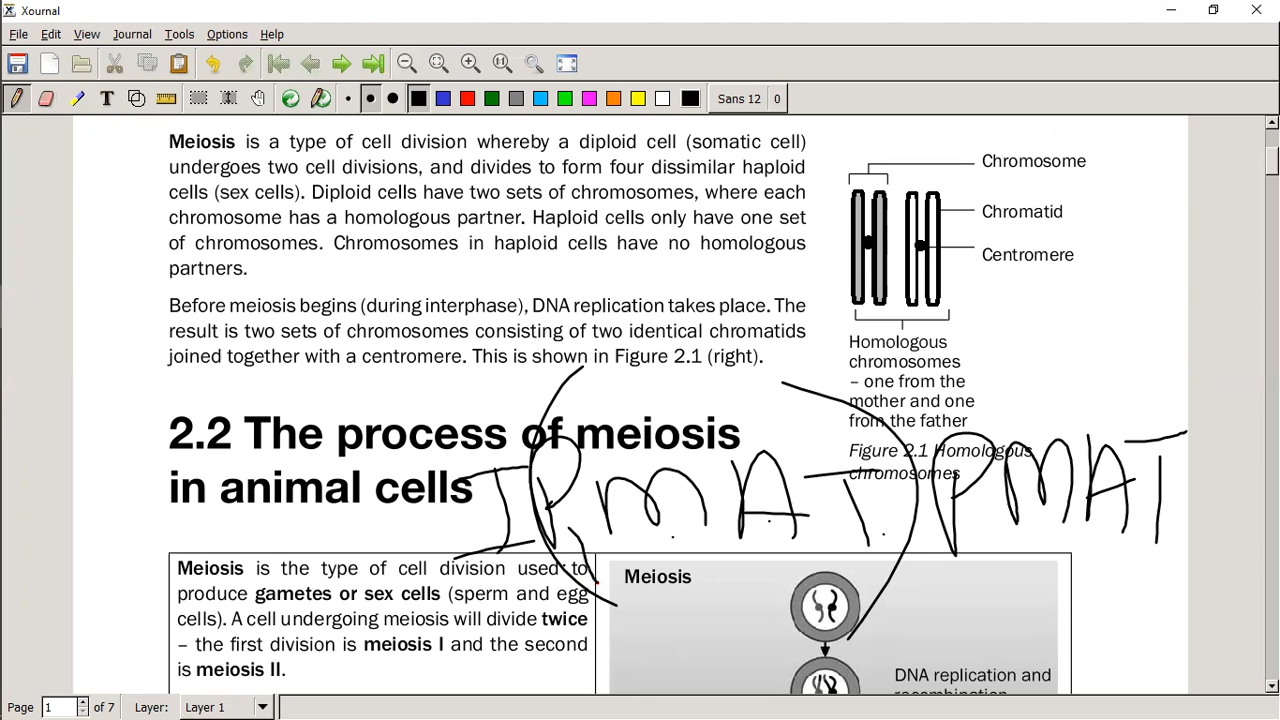 Xournal
File Edit View Journal Tools Options Help
Sans 12 0
Meiosis is a type of cell division whereby a diploid cell (somatic cell)
undergoes two cell divisions, and divides to form four dissimilar haploid
cells (sex cells). Diploid cells have two sets of chromosomes, where each
chromosome has a homologous partner. Haploid cells only have one set
of chromosomes. Chromosomes in haploid cells have no homologous
partners.
Before meiosis begins (during interphase), DNA replication takes place. The
result is two sets of chromosomes consisting of two identical chromatids
joined together with a centromere. This is shown in Figure 2.1 (right).
Chromosome
Chromatid
Centromere
Homologous
chromosomes
– one from the
mother and one
from the father
Figure 2.1 Homologous
chromosomes
2.2 The process of meiosis
in animal cells
I PMAT PMAT
Meiosis is the type of cell division used to
produce gametes or sex cells (sperm and egg
cells). A cell undergoing meiosis will divide twice
– the first division is meiosis I and the second
is meiosis II.
Meiosis
DNA replication and
recombination
Page 1 of 7 Layer: Layer 1